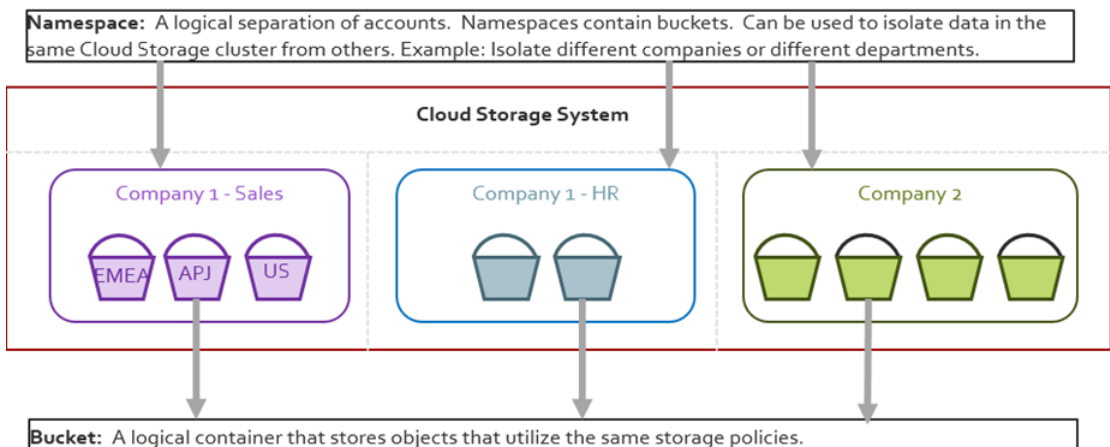 Namespace: A logical separation of accounts. Namespaces contain buckets. Can be used to isolate data in the
same Cloud Storage cluster from others. Example: Isolate different companies or different departments.
Cloud Storage System
Company 1 - Sales
Company 1 - HR
Company 2
EMEA
APJ
US
Bucket: A logical container that stores objects that utilize the same storage policies.